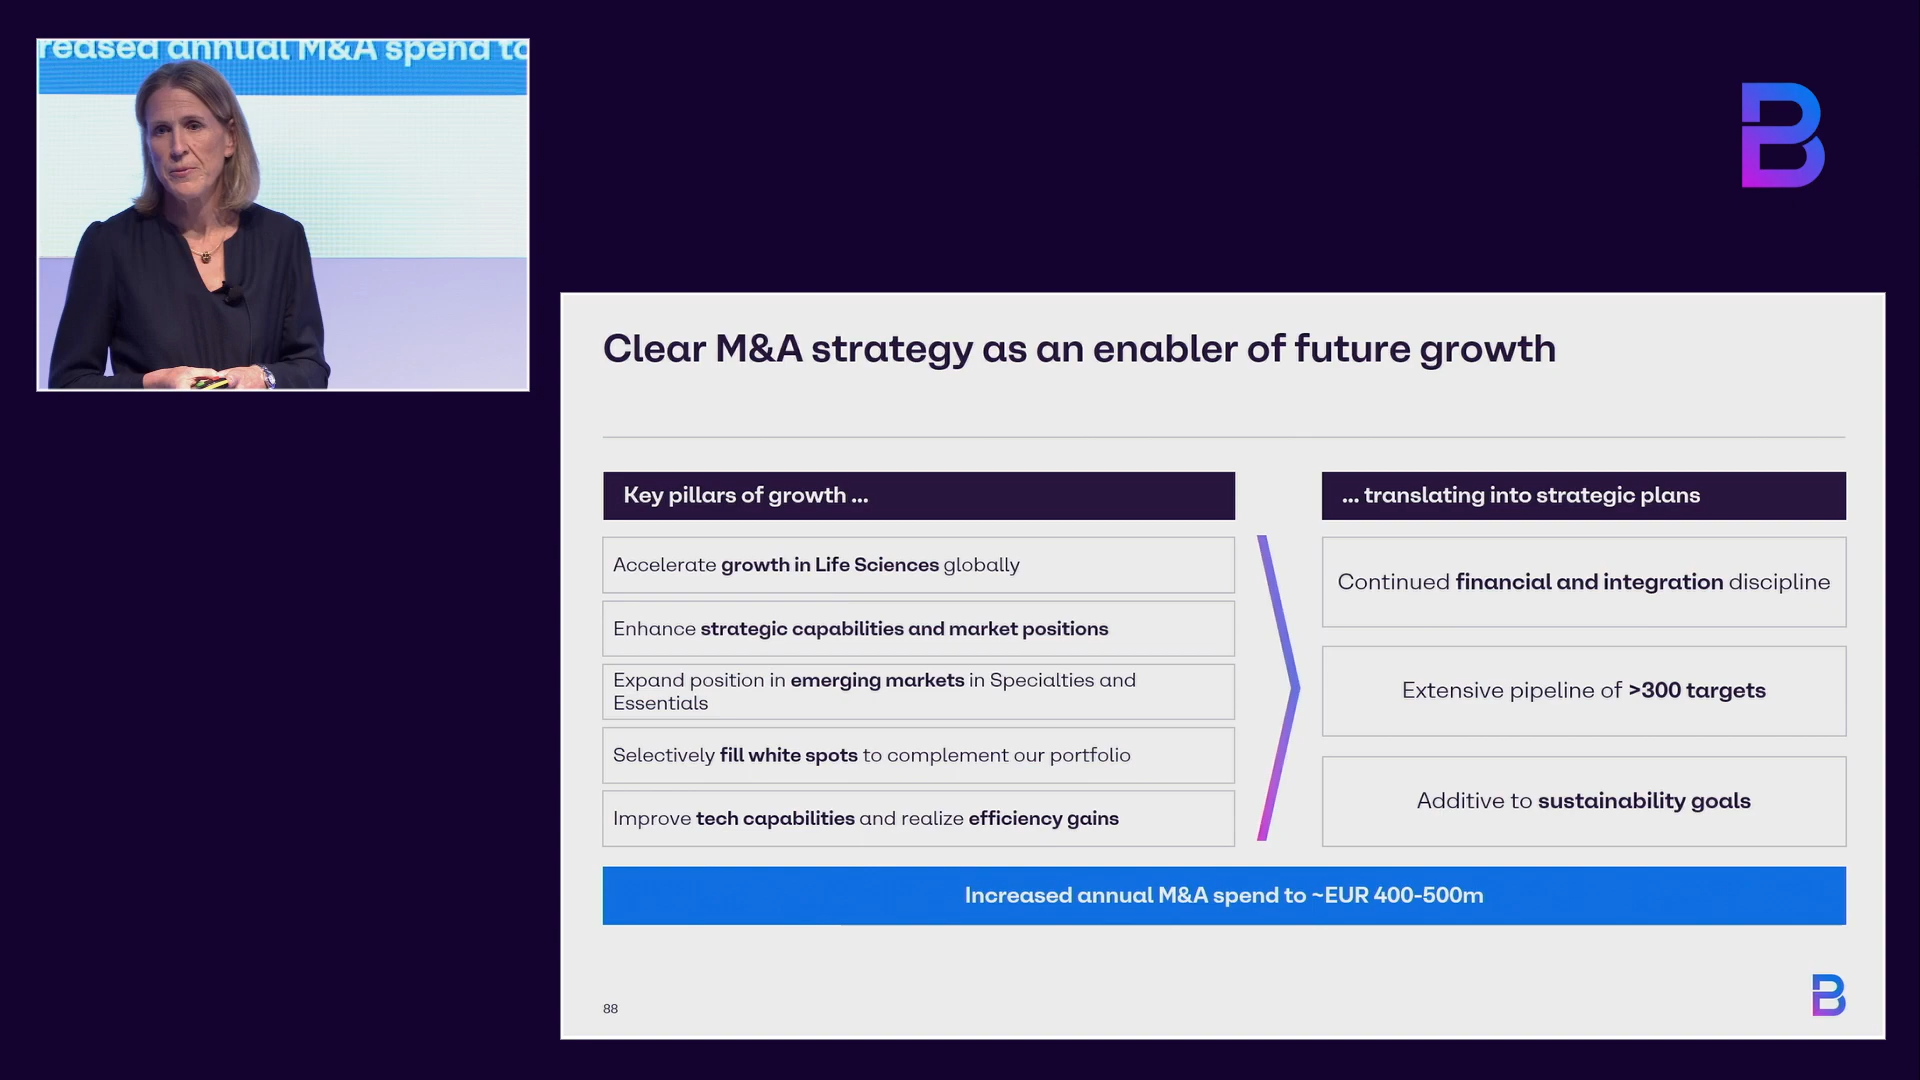 reased annual M&A spend to
Clear M&A strategy as an enabler of future growth
Key pillars of growth ...
Accelerate growth in Life Sciences globally
Enhance strategic capabilities and market positions
Expand position in emerging markets in Specialties and
Essentials
Selectively fill white spots to complement our portfolio
Improve tech capabilities and realize efficiency gains
... translating into strategic plans
Continued financial and integration discipline
Extensive pipeline of >300 targets
Additive to sustainability goals
Increased annual M&A spend to ~EUR 400-500m
88